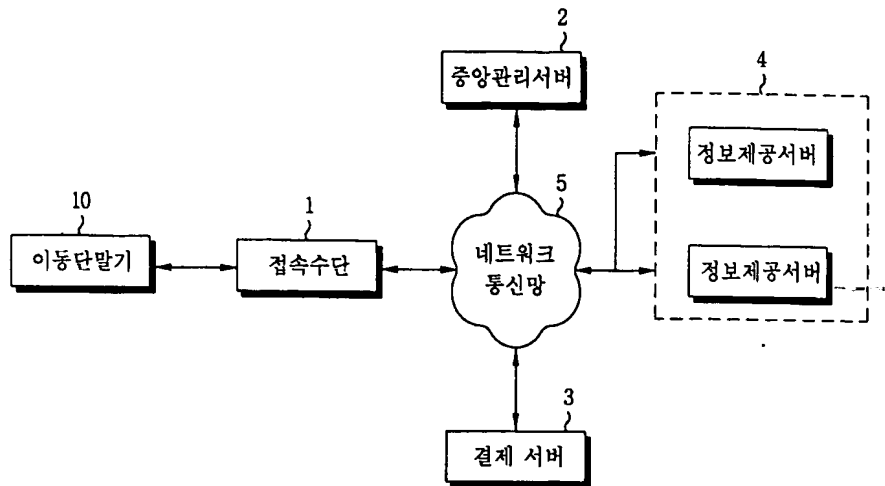 2
중앙관리서버
4
정보제공서버
5
10
1
이동단말기
접속수단
네트워크
통신망
정보제공서버
3
결제 서버